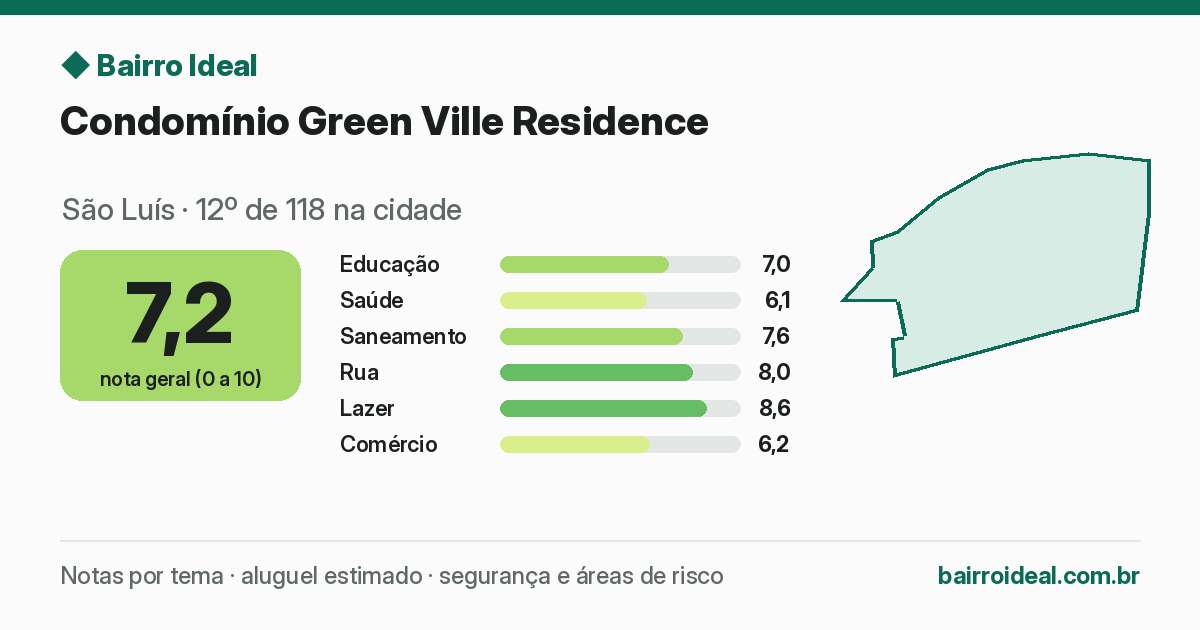 Bairro Ideal
Condomínio Green Ville Residence
São Luís · 12º de 118 na cidade
7,2
nota geral (0 a 10)
Educação 7,0
Saúde 6,1
Saneamento 7,6
Rua 8,0
Lazer 8,6
Comércio 6,2
Notas por tema · aluguel estimado · segurança e áreas de risco
bairroideal.com.br